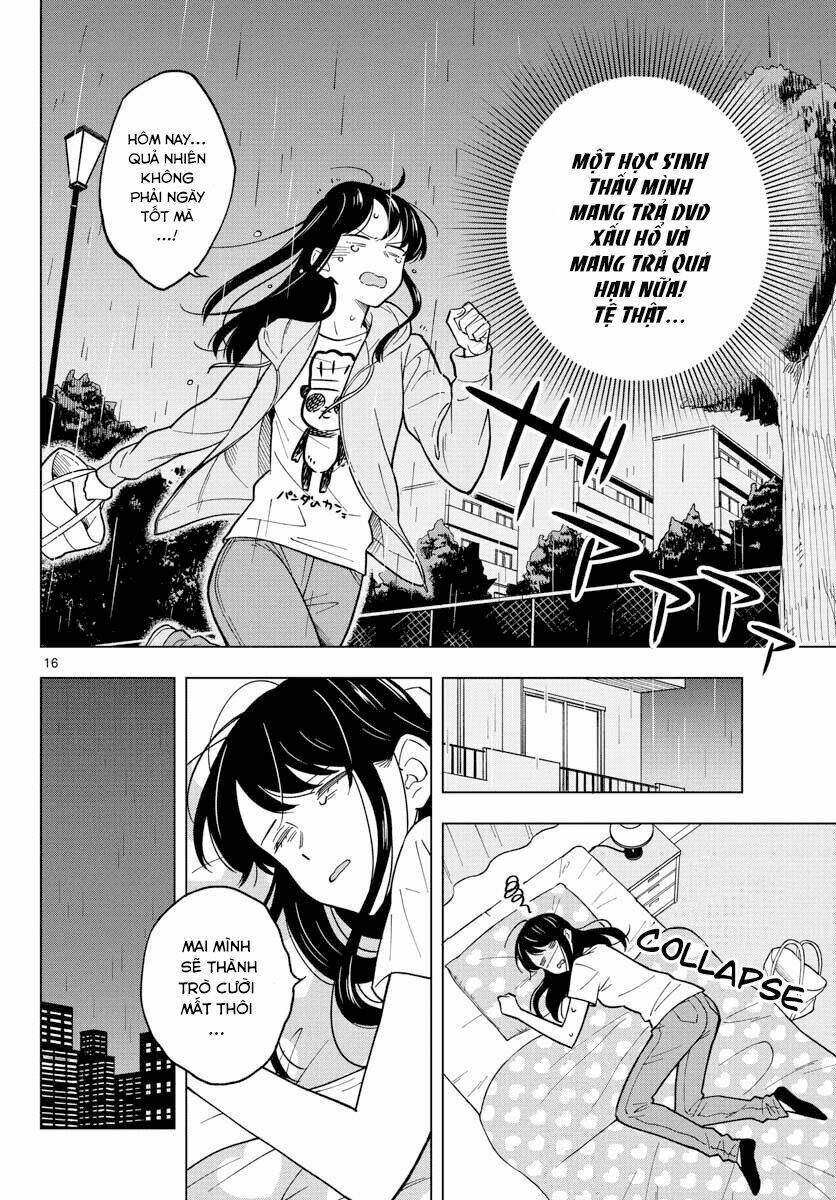 MỘT HỌC SINH
THẤY MÌNH
MANG TRẢ DVD
XẤU HỔ VÀ
MANG TRẢ QUÁ
HẠN NỮA!
TỆ THẬT...
HÔM NAY...
QUẢ NHIÊN
KHÔNG
PHẢI NGÀY
TỐT MÀ
...!
16
COLLAPSE
MAI MÌNH
SẼ THÀNH
TRÒ CƯỜI
MẤT THÔI
...